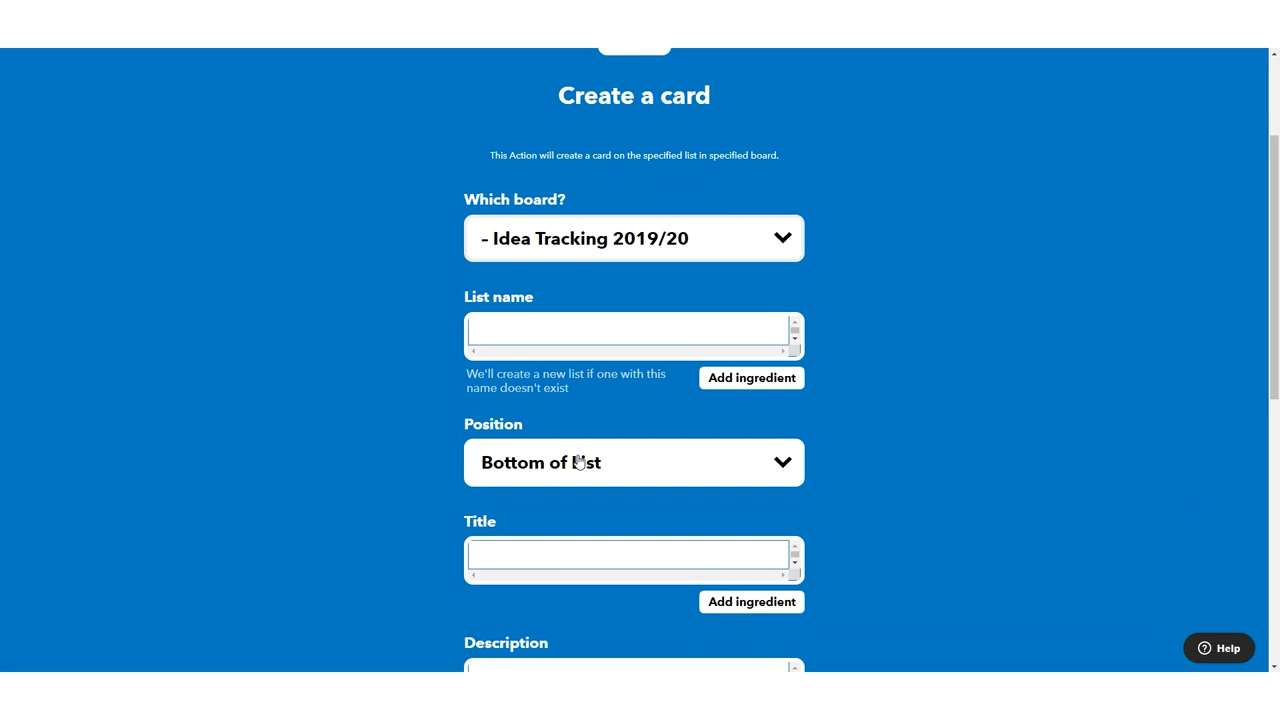 Create a card
This Action will create a card on the specified list in specified board.
Which board?
- Idea Tracking 2019/20
List name
We'll create a new list if one with this
name doesn't exist
Add ingredient
Position
Bottom of list
Title
Add ingredient
Description
Help